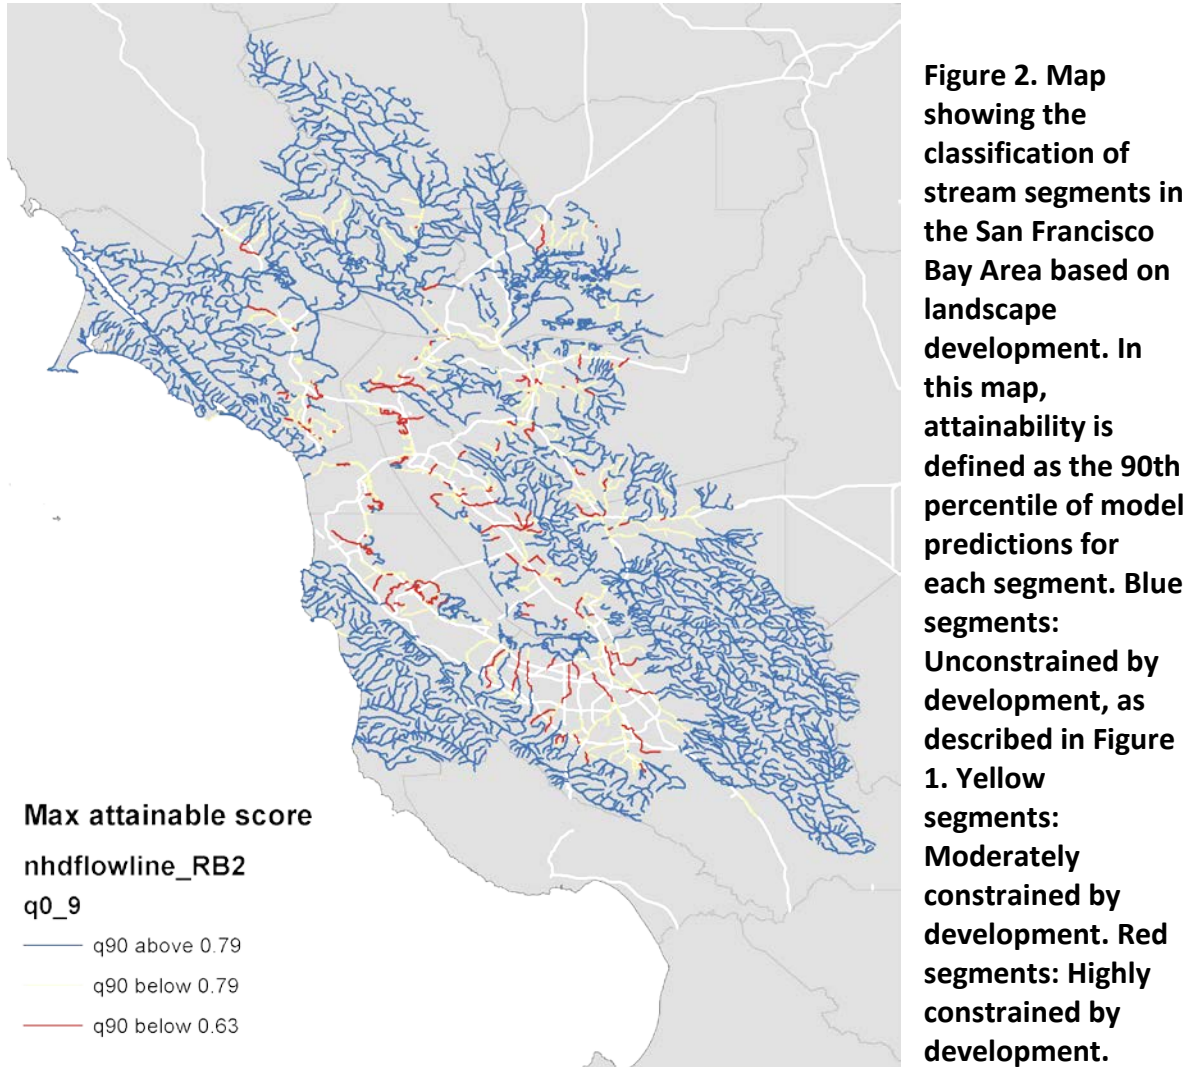 Figure 2. Map
showing the
classification of
stream segments in
the San Francisco
Bay Area based on
landscape
development. In
this map,
attainability is
defined as the 90th
percentile of model
predictions for
each segment. Blue
segments:
Unconstrained by
development, as
described in Figure
1. Yellow
segments:
Moderately
constrained by
development. Red
segments: Highly
constrained by
development.
Max attainable score
nhdflowline_RB2
q0_9
q90 above 0.79
q90 below 0.79
q90 below 0.63